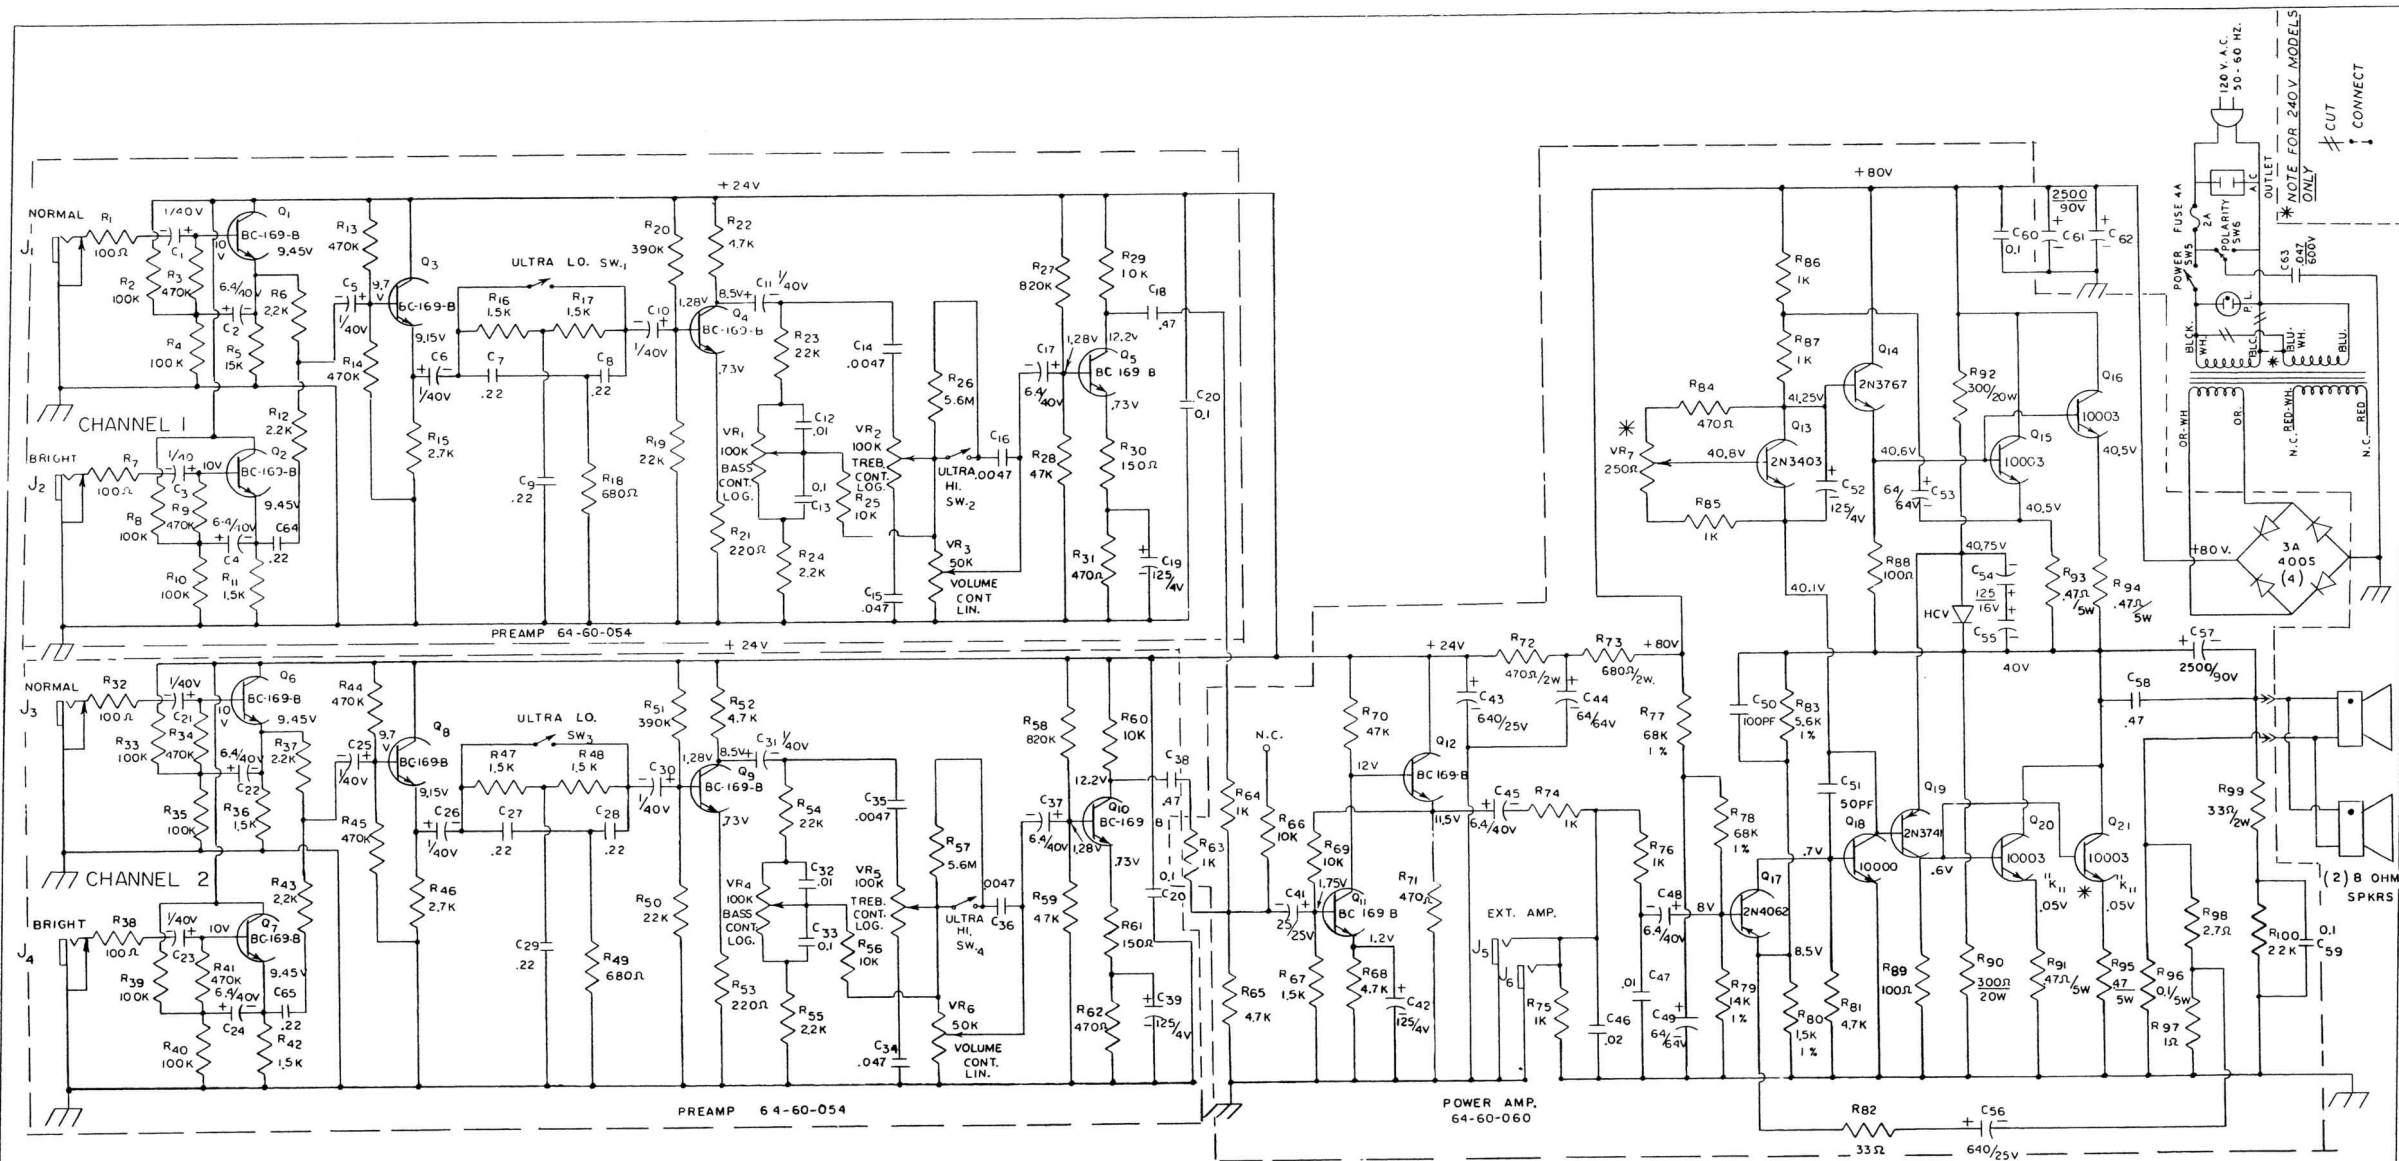 NORMAL
J1
R1
100Ω
1/40V
C1
R2
100K
R3
470K
10
V
Q1
BC-169-B
9.45V
6.4/40V
C2
R4
100K
R5
15K
R6
2.2K
R12
2.2K
CHANNEL 1
BRIGHT
J2
R7
100Ω
1/40
C3
10V
Q2
BC-169-B
9.45V
R8
100K
R9
470K
6.4/40V
C4
C64
.22
R10
100K
R11
1.5K
R13
470K
C5
1/40V
9.7
V
Q3
BC-169-B
9.15V
R14
470K
C6
1/40V
R15
2.7K
ULTRA LO. SW.1
R16
1.5K
R17
1.5K
C7
.22
C8
.22
C9
.22
R18
680Ω
C10
1/40V
R20
390K
R19
22K
+24V
R22
4.7K
8.5V
C11 1/40V
1.28V
Q4
BC-169-B
.73V
R21
220Ω
R23
22K
VR1
100K
BASS
CONT.
LOG.
C12
.01
0.1
C13
R24
2.2K
R25
10K
C14
.0047
VR2
100K
TREB.
CONT.
LOG.
C15
.047
R26
5.6M
ULTRA
HI.
SW-2
C16
.0047
VR3
50K
VOLUME
CONT
LIN.
C17
6.4/40V
R27
820K
1.28V
R28
47K
R29
10K
12.2V
Q5
BC 169 B
.73V
R30
150Ω
R31
470Ω
C19
125/4V
C18
.47
C20
0.1
PREAMP 64-60-054
+24V
NORMAL
J3
R32
100Ω
1/40V
C21
R33
100K
R34
470K
10
V
Q6
BC-169-B
9.45V
6.4/40V
C22
R35
100K
R36
1.5K
R37
2.2K
R43
2.2K
CHANNEL 2
BRIGHT
J4
R38
100Ω
1/40V
C23
10V
Q7
BC-169-B
9.45V
R39
100K
R41
470K
6.4/40V
C24
C65
.22
R40
100K
R42
1.5K
R44
470K
9.7
V
C25
1/40V
Q8
BC-169B
9.15V
R45
470K
C26
1/40V
R46
2.7K
ULTRA LO.
SW3
R47
1.5K
R48
1.5K
C27
.22
C28
.22
C29
.22
R49
680Ω
C30
1/40V
R51
390K
R50
22K
R52
4.7K
8.5V
C31 1/40V
1.28V
Q9
BC-169-B
.73V
R53
220Ω
R54
22K
VR4
100K
BASS
CONT.
LOG.
C32
.01
C33
0.1
R55
2.2K
R56
10K
C35
.0047
VR5
100K
TREB.
CONT.
LOG.
C34
.047
R57
5.6M
ULTRA
HI.
SW.4
.0047
C36
VR6
50K
VOLUME
CONT.
LIN.
C37
6.4/40V
R58
820K
1.28V
R59
47K
R60
10K
12.2V
Q10
BC-169 B
.73V
R61
150Ω
R62
470Ω
C39
125/4V
C38
.47
0.1
C20
PREAMP 64-60-054
R63
1K
R64
1K
R65
4.7K
N.C.
R66
10K
C41
25/25V
R69
10K
1.75V
R67
1.5K
R70
47K
12V
Q11
BC 169 B
1.2V
R68
4.7K
C42
125/4V
+24V
Q12
BC169-B
11.5V
R71
470Ω
C43
640/25V
R72
470Ω/2W
C44
64/64V
R73
680Ω/2W.
+80V
C45
6.4/40V
R74
1K
EXT. AMP.
J5
J6
R75
1K
C46
.02
R76
1K
C47
.01
C48
6.4/40V
C49
64/64V
R77
68K
1%
R78
68K
1%
R79
14K
1%
8V
Q17
2N4062
8.5V
R80
1.5K
1%
POWER AMP.
64-60-060
C50
100PF
R83
5.6K
1%
C51
50PF
.7V
R81
4.7K
Q18
10000
R89
100Ω
Q19
2N3741
.6V
R90
300Ω
20W
Q20
10003
"K"
.05V
R91
.47Ω/5W
Q21
10003
"K"
*
.05V
R95
.47
5W
R82
33Ω
C56
640/25V
+80V
R86
1K
R87
1K
R84
470Ω
*
VR7
250Ω
R85
1K
41.25V
Q13
2N3403
40.8V
C52
125/4V
40.1V
Q14
2N3767
40.6V
R88
100Ω
64/64V
C53
R92
300/20W
Q15
10003
40.5V
Q16
10003
40.5V
40.75V
HCV
C54
125
16V
C55
R93
.47Ω/5W
R94
.47Ω/5W
40V
C57
2500/90V
C58
.47
R96
0.1/5W
R97
1Ω
R98
2.7Ω
R99
33Ω/2W
R100
22K
0.1
C59
(2) 8 OHM
SPKRS
C60
0.1
2500
90V
C61
C62
+80V.
3A
400S
(4)
OR-WH
OR.
N.C. RED-WH.
N.C. RED
BLCK.
WH.
BLC.
BLU-
WH.
BLU.
*
P.L.
POWER
SW5
FUSE 4A
2A
POLARITY
SW6
C63
.047
600V
A.C.
OUTLET
120V. A.C.
50-60 HZ.
* NOTE FOR 240V MODELS
ONLY
CUT
CONNECT